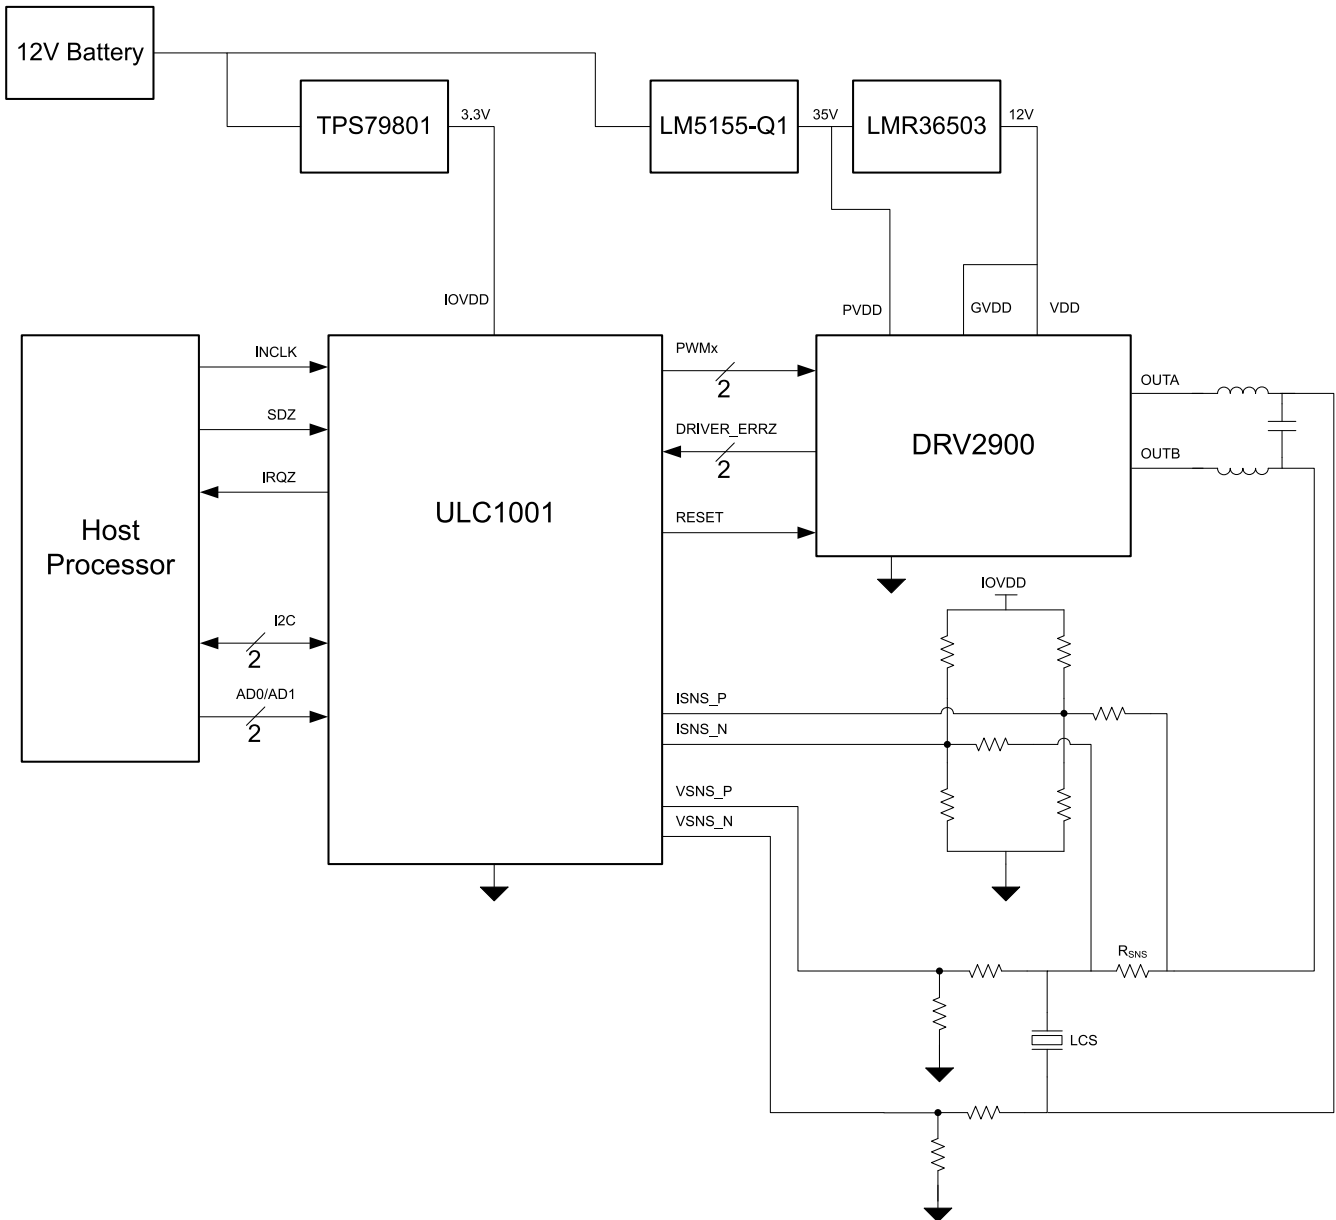 12V Battery
TPS79801
3.3V
LM5155-Q1
35V
LMR36503
12V
IOVDD
PVDD
GVDD
VDD
Host
Processor
INCLK
SDZ
IRQZ
I2C
2
AD0/AD1
2
ULC1001
PWMx
2
DRIVER_ERRZ
2
RESET
DRV2900
OUTA
OUTB
IOVDD
ISNS_P
ISNS_N
VSNS_P
VSNS_N
RSNS
LCS